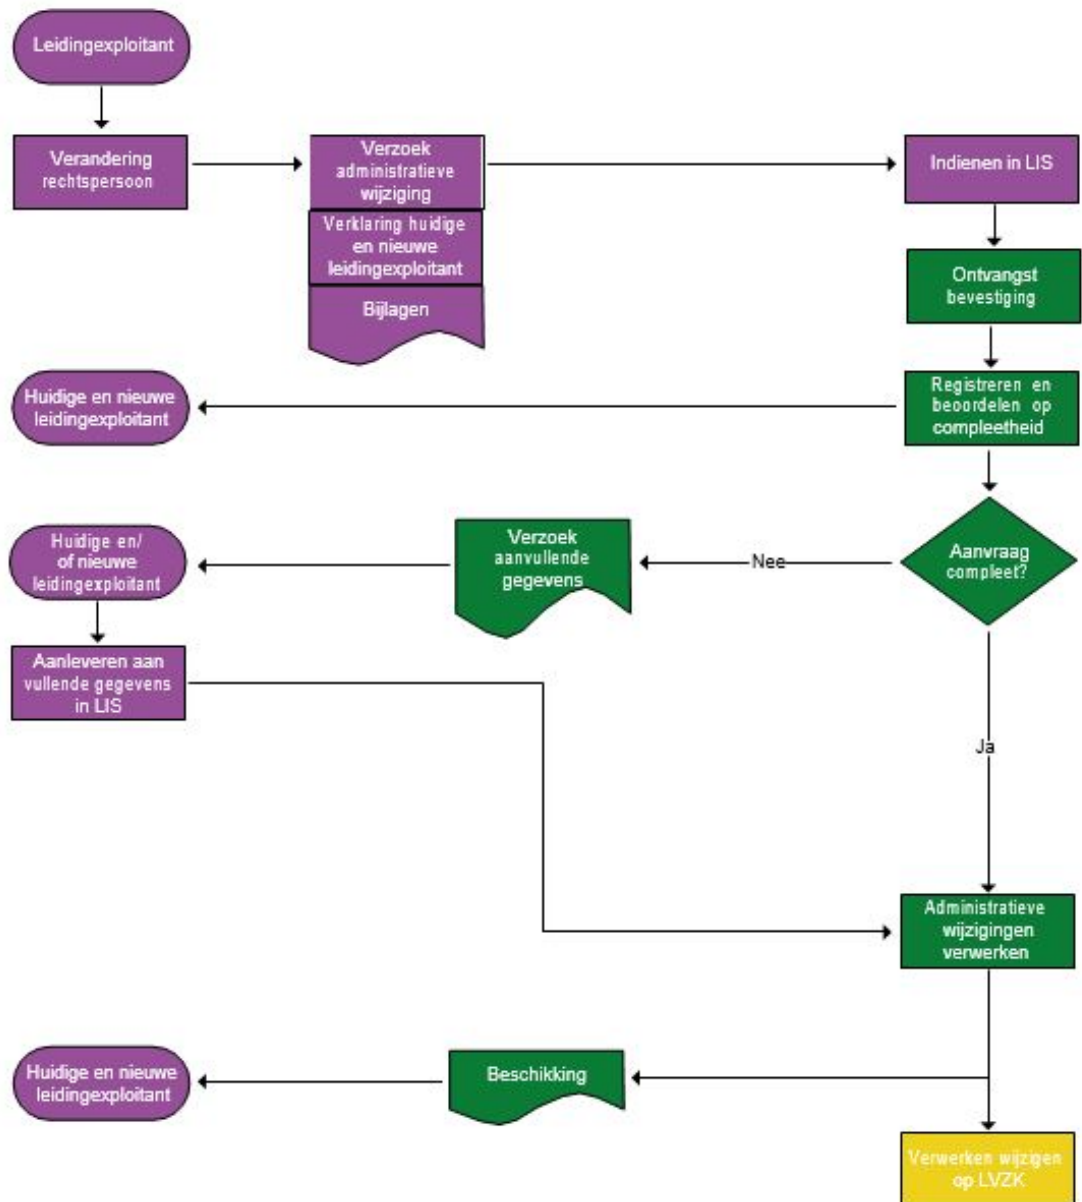 Leidingexploitant
Verandering
rechtspersoon
Verzoek
administratieve
wijziging
Verklaring huidige
en nieuwe
leidingexploitant
Bijlagen
Indienen in LIS
Ontvangst
bevestiging
Registreren en
beoordelen op
compleetheid
Huidige en nieuwe
leidingexploitant
Aanvraag
compleet?
Nee
Verzoek
aanvullende
gegevens
Huidige en/
of nieuwe
leidingexploitant
Aanleveren aan
vullende gegevens
in LIS
Ja
Administratieve
wijzigingen
verwerken
Beschikking
Huidige en nieuwe
leidingexploitant
Verwerken wijzigen
op LVZK